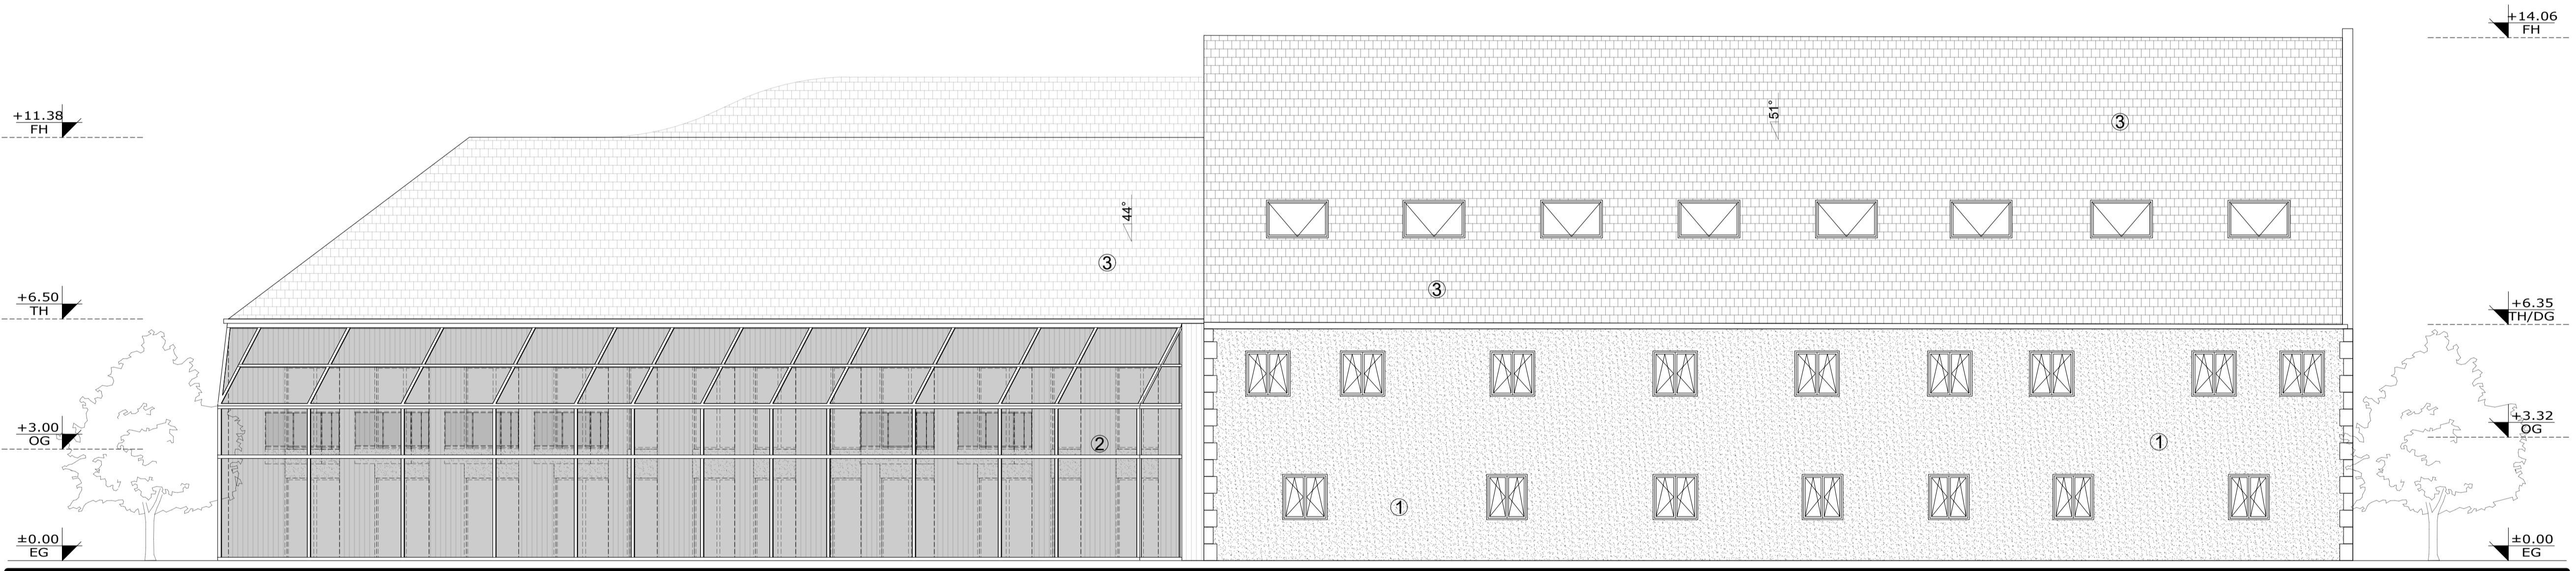 +14.06
FH
+11.38
FH
51°
③
44°
③
③
+6.50
TH
+6.35
TH/DG
+3.00
OG
②
①
+3.32
OG
①
±0.00
EG
±0.00
EG